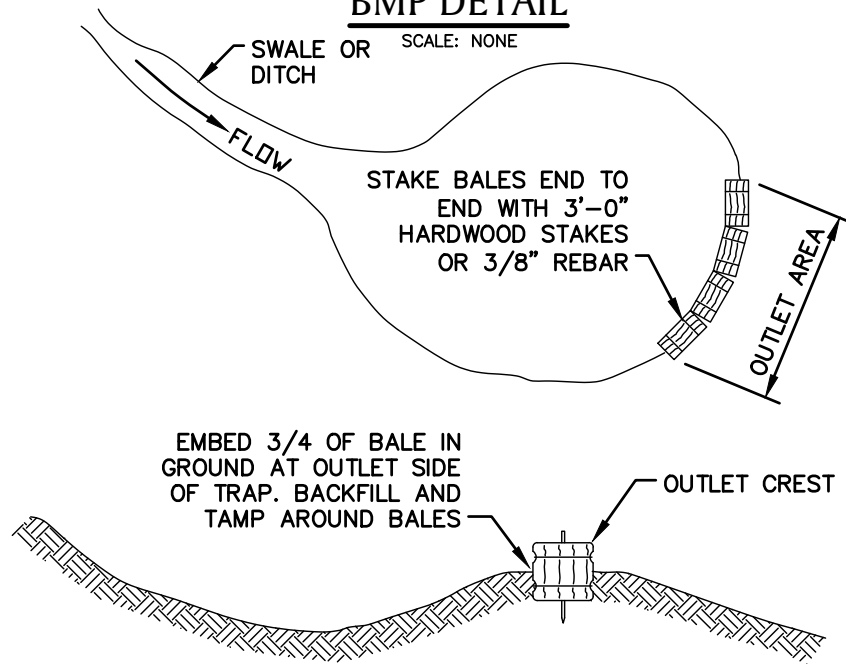 BMP DETAIL
SCALE: NONE
SWALE OR
DITCH
FLOW
STAKE BALES END TO
END WITH 3'-0"
HARDWOOD STAKES
OR 3/8" REBAR
OUTLET AREA
EMBED 3/4 OF BALE IN
GROUND AT OUTLET SIDE
OF TRAP. BACKFILL AND
TAMP AROUND BALES
OUTLET CREST